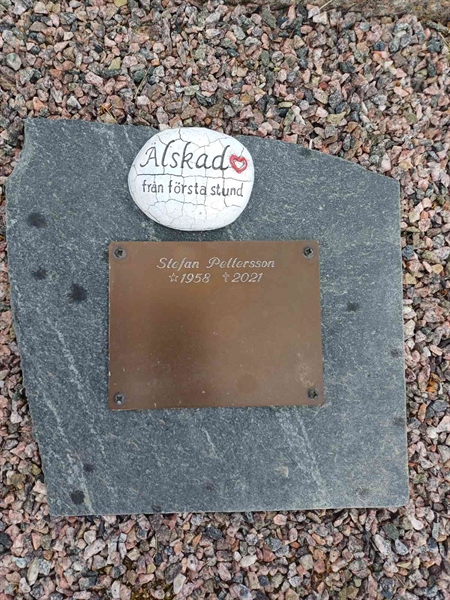 Älskad
från första stund
Stefan Pettersson
☆1958 †2021